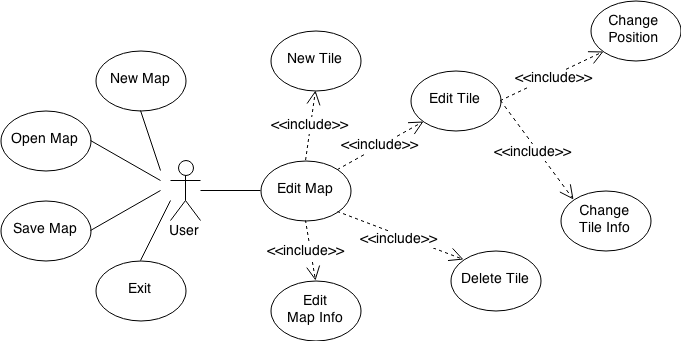 Change
Position
New Tile
New Map
<<include>>
Edit Tile
<<include>>
Open Map
<<include>>
<<include>>
Edit Map
Change
Tile Info
Save Map
User
<<include>>
<<include>>
Delete Tile
Exit
Edit
Map Info